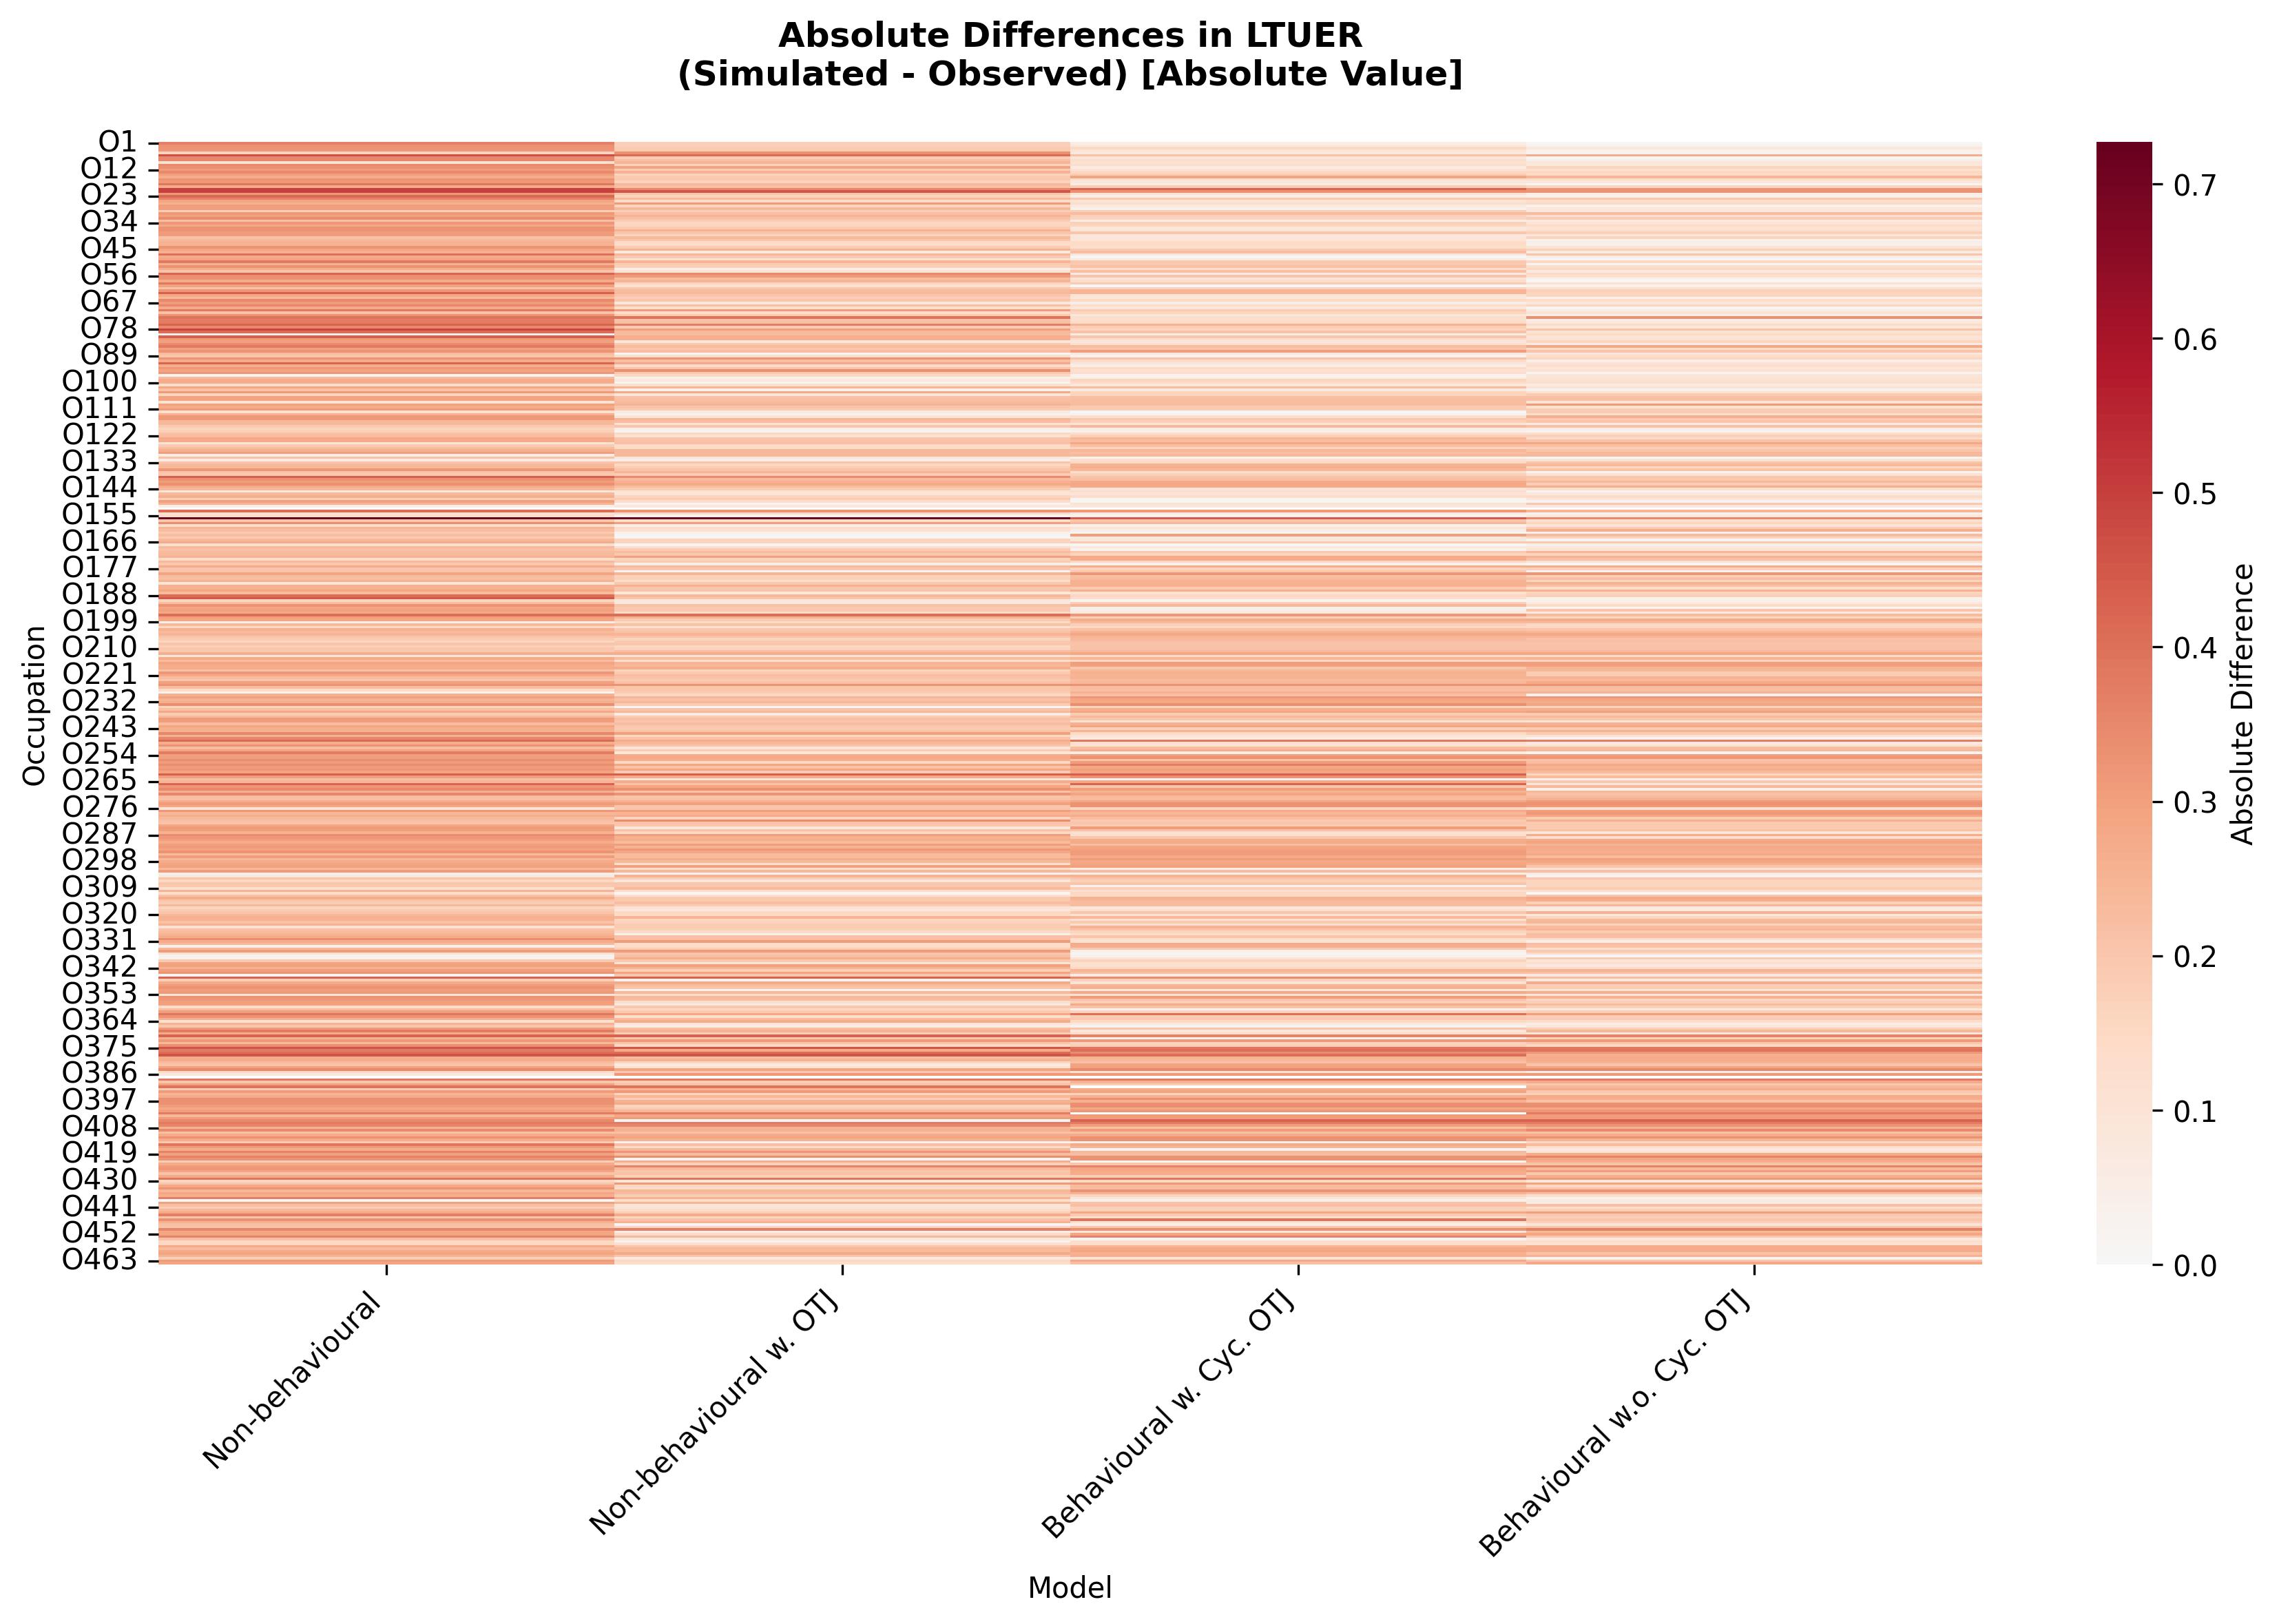 Absolute Differences in LTUER
(Simulated - Observed) [Absolute Value]
Occupation
O1
O12
O23
O34
O45
O56
O67
O78
O89
O100
O111
O122
O133
O144
O155
O166
O177
O188
O199
O210
O221
O232
O243
O254
O265
O276
O287
O298
O309
O320
O331
O342
O353
O364
O375
O386
O397
O408
O419
O430
O441
O452
O463
Non-behavioural
Non-behavioural w. OTJ
Behavioural w. Cyc. OTJ
Behavioural w.o. Cyc. OTJ
Model
0.7
0.6
0.5
0.4
0.3
0.2
0.1
0.0
Absolute Difference